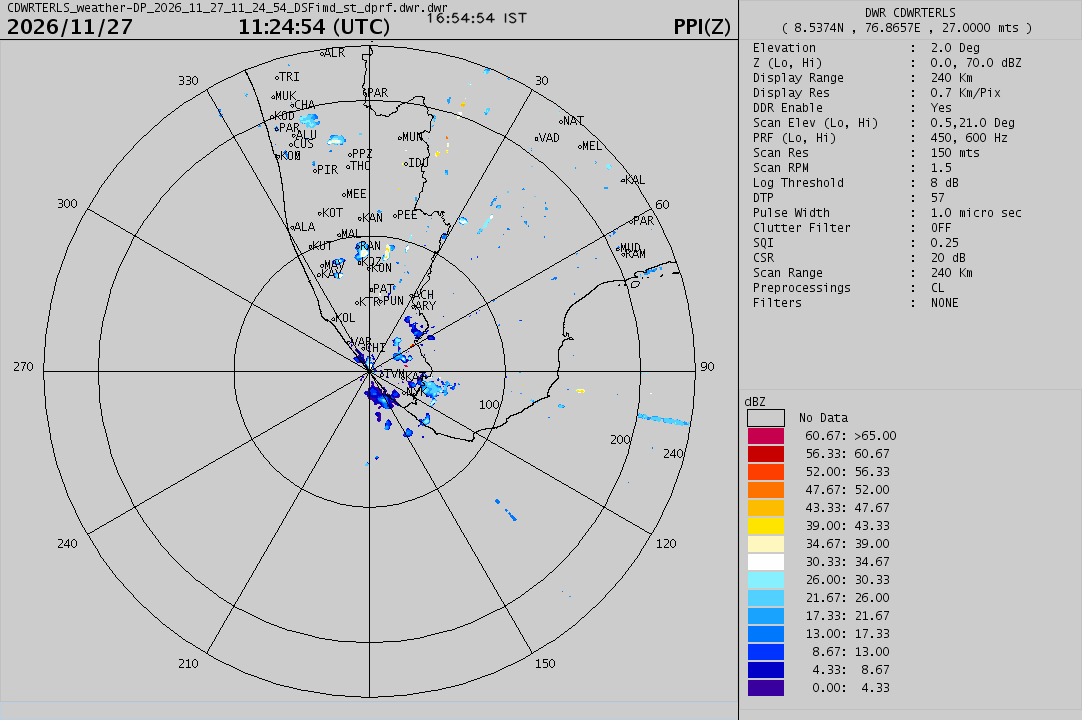 CDWRTERLS_weather-DP_2026_11_27_11_24_54_DSFimd_st_dprf.dwr.dwr
2026/11/27 11:24:54 (UTC) 16:54:54 IST PPI(Z)
DWR CDWRTERLS
( 8.5374N , 76.8657E , 27.0000 mts )
Elevation : 2.0 Deg
Z (Lo, Hi) : 0.0, 70.0 dBZ
Display Range : 240 Km
Display Res : 0.7 Km/Pix
DDR Enable : Yes
Scan Elev (Lo, Hi) : 0.5,21.0 Deg
PRF (Lo, Hi) : 450, 600 Hz
Scan Res : 150 mts
Scan RPM : 1.5
Log Threshold : 8 dB
DTP : 57
Pulse Width : 1.0 micro sec
Clutter Filter : OFF
SQI : 0.25
CSR : 20 dB
Scan Range : 240 Km
Preprocessings : CL
Filters : NONE
dBZ
No Data
60.67: >65.00
56.33: 60.67
52.00: 56.33
47.67: 52.00
43.33: 47.67
39.00: 43.33
34.67: 39.00
30.33: 34.67
26.00: 30.33
21.67: 26.00
17.33: 21.67
13.00: 17.33
8.67: 13.00
4.33: 8.67
0.00: 4.33
ALR
330 TRI 30
MUK PAR
CHA
KOD NAT
PAR
ALU MUN VAD
CUS MEL
KOM PPZ
THO IDU
PIR
KAL
MEE
300 60
KOT KAN PEE PAR
ALA MAL
KUT RAN MUD
KAM
KOZ
MAV KON
KAY
PAT
KTR PUN ACH
ARY
KOL
VAR
CHI
270 TVM 90
100
200
240
240 120
210 150